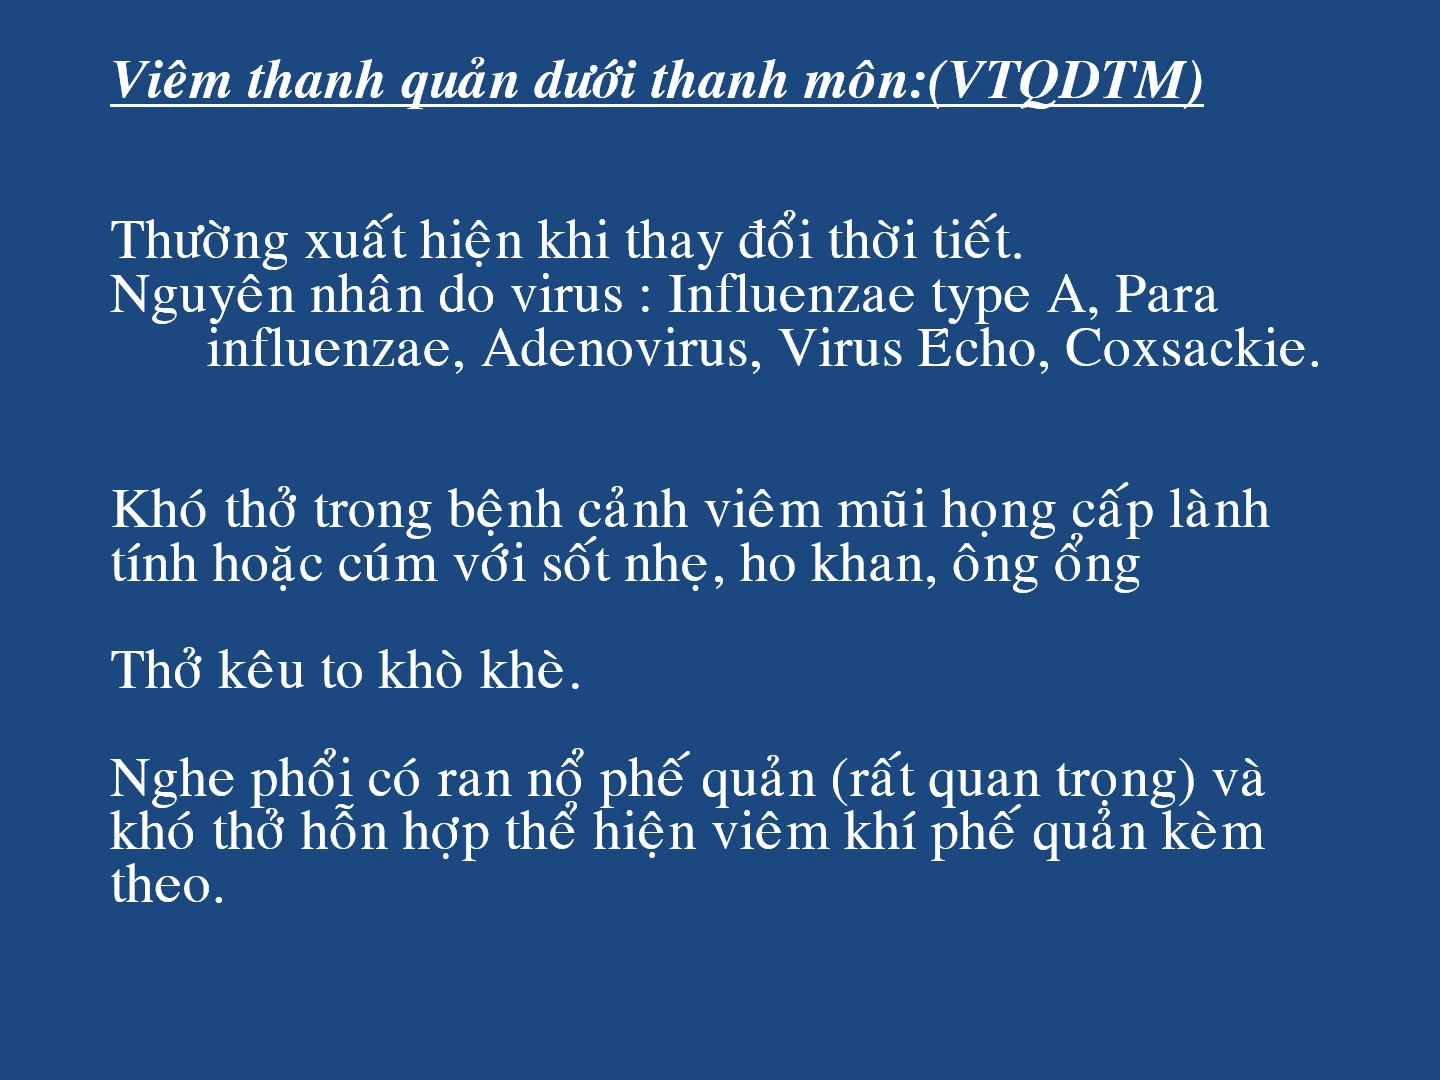 Viêm thanh quản dưới thanh môn:(VTQDTM)
Thường xuất hiện khi thay đổi thời tiết.
Nguyên nhân do virus : Influenzae type A, Para
influenzae, Adenovirus, Virus Écho, Coxsackie.
Khó thở trong bệnh cảnh viêm mũi họng cấp lành
tính hoặc cúm với sốt nhẹ, ho khan, ông ổng
Thở kêu to khò khè.
Nghe phổi có ran nổ phế quản (rất quan trọng) và
khó thở hỗn hợp thể hiện viêm khí phế quản kèm
theo.